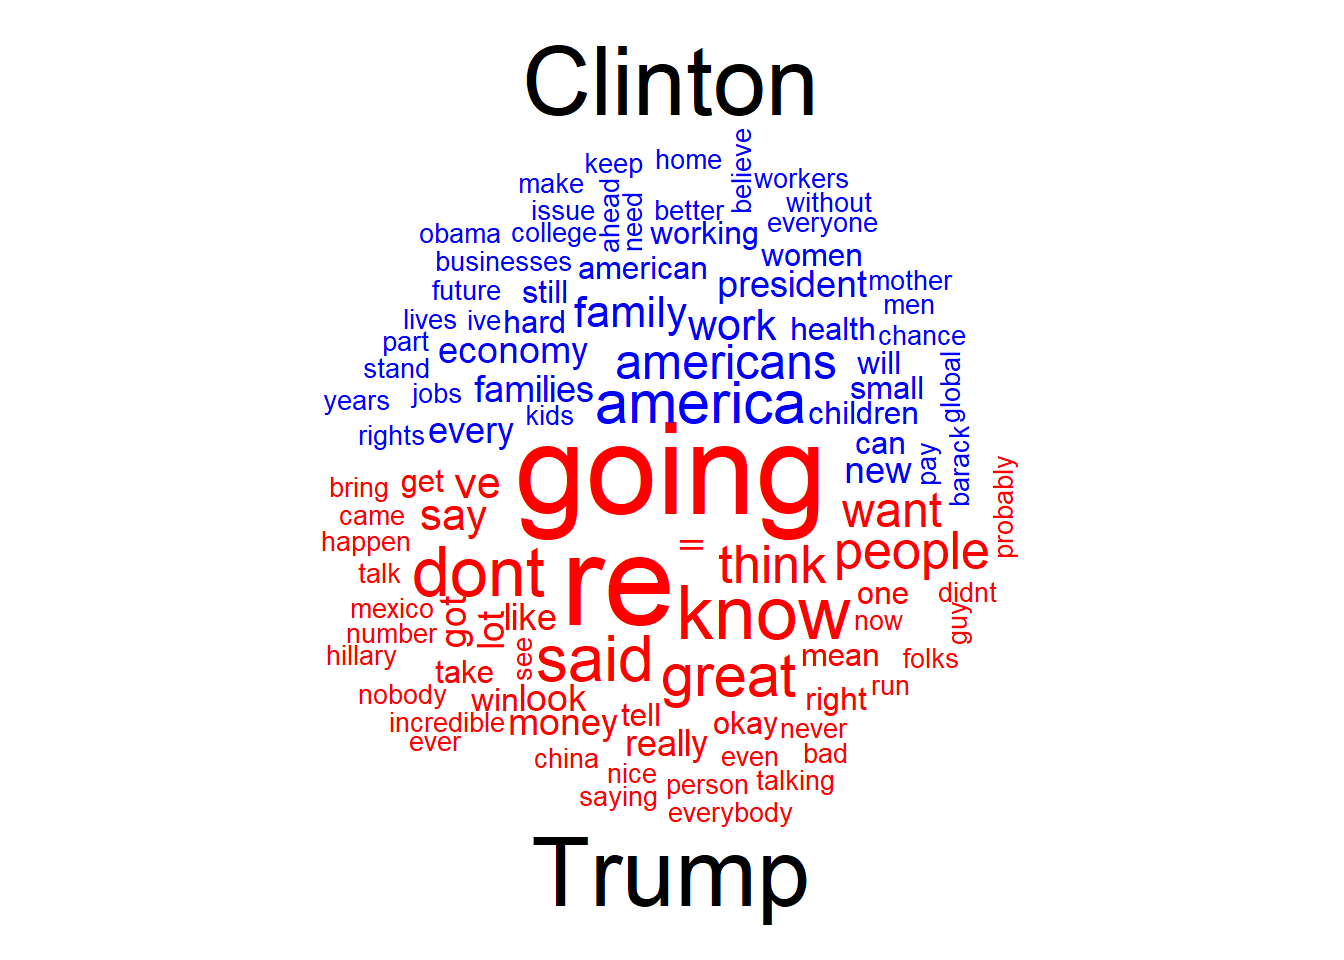 Clinton
keep home believe
make workers
ahead need without
issue better everyone
obama college working
women
businesses american
president mother
future still men
family
lives ive hard work health chance
part economy
americans will
stand global
jobs families small
years america children
kids
rights every can
going pay barack
new
bring get ve probably
want
came say
happen = people
think
talk dont re
one didnt
mexico got lot like know now guy
number
hillary see said mean folks
take great
run
nobody winlook right
incredible money tell okay never
ever really
china even bad
nice
person talking
saying
everybody
Trump